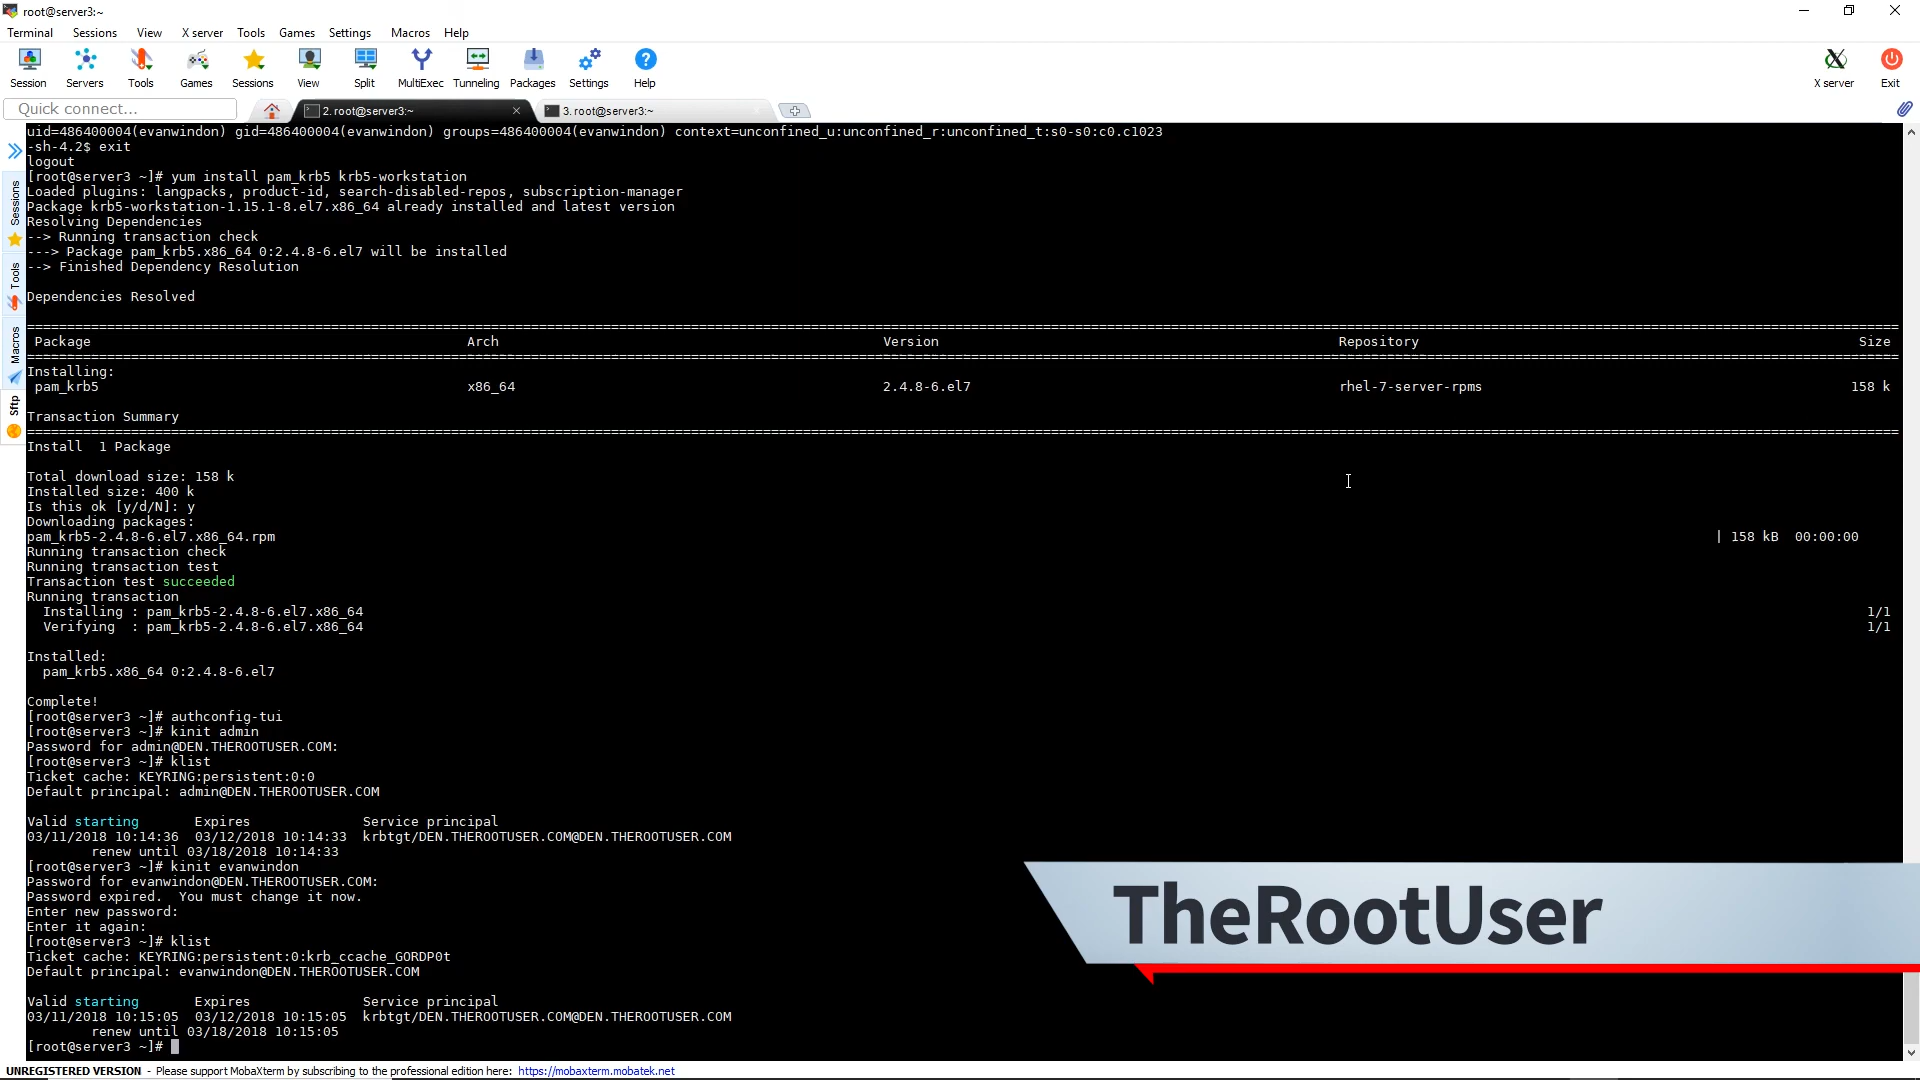 root@server3:~
Terminal Sessions View X server Tools Games Settings Macros Help
Session Servers Tools Games Sessions View Split MultiExec Tunneling Packages Settings Help X server Exit
Quick connect... 2. root@server3:~ 3. root@server3:~
Sessions
Tools
Macros
Sftp
uid=486400004(evanwindon) gid=486400004(evanwindon) groups=486400004(evanwindon) context=unconfined_u:unconfined_r:unconfined_t:s0-s0:c0.c1023
-sh-4.2$ exit
logout
[root@server3 ~]# yum install pam_krb5 krb5-workstation
Loaded plugins: langpacks, product-id, search-disabled-repos, subscription-manager
Package krb5-workstation-1.15.1-8.el7.x86_64 already installed and latest version
Resolving Dependencies
--> Running transaction check
---> Package pam_krb5.x86_64 0:2.4.8-6.el7 will be installed
--> Finished Dependency Resolution
Dependencies Resolved
Package Arch Version Repository Size
Installing:
pam_krb5 x86_64 2.4.8-6.el7 rhel-7-server-rpms 158 k
Transaction Summary
Install  1 Package
Total download size: 158 k
Installed size: 400 k
Is this ok [y/d/N]: y
Downloading packages:
pam_krb5-2.4.8-6.el7.x86_64.rpm | 158 kB  00:00:00
Running transaction check
Running transaction test
Transaction test succeeded
Running transaction
Installing : pam_krb5-2.4.8-6.el7.x86_64 1/1
Verifying  : pam_krb5-2.4.8-6.el7.x86_64 1/1
Installed:
pam_krb5.x86_64 0:2.4.8-6.el7
Complete!
[root@server3 ~]# authconfig-tui
[root@server3 ~]# kinit admin
Password for admin@DEN.THEROOTUSER.COM:
[root@server3 ~]# klist
Ticket cache: KEYRING:persistent:0:0
Default principal: admin@DEN.THEROOTUSER.COM
Valid starting Expires Service principal
03/11/2018 10:14:36  03/12/2018 10:14:33  krbtgt/DEN.THEROOTUSER.COM@DEN.THEROOTUSER.COM
renew until 03/18/2018 10:14:33
[root@server3 ~]# kinit evanwindon
Password for evanwindon@DEN.THEROOTUSER.COM:
Password expired.  You must change it now.
Enter new password:
Enter it again:
[root@server3 ~]# klist
Ticket cache: KEYRING:persistent:0:krb_ccache_GORDP0t
Default principal: evanwindon@DEN.THEROOTUSER.COM
Valid starting Expires Service principal
03/11/2018 10:15:05  03/12/2018 10:15:05  krbtgt/DEN.THEROOTUSER.COM@DEN.THEROOTUSER.COM
renew until 03/18/2018 10:15:05
[root@server3 ~]#
TheRootUser
UNREGISTERED VERSION - Please support MobaXterm by subscribing to the professional edition here: https://mobaxterm.mobatek.net